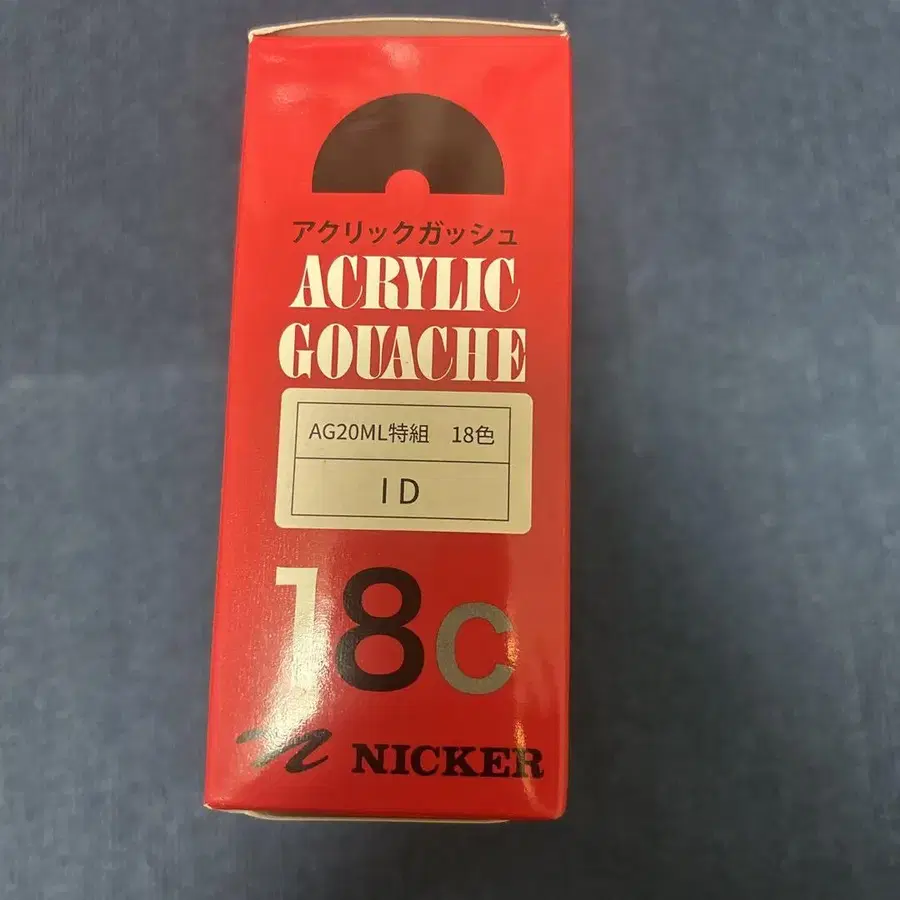 アクリックガッシュ
ACRYLIC
GOUACHE
AG20ML特組　18色
ID
18c
n NICKER